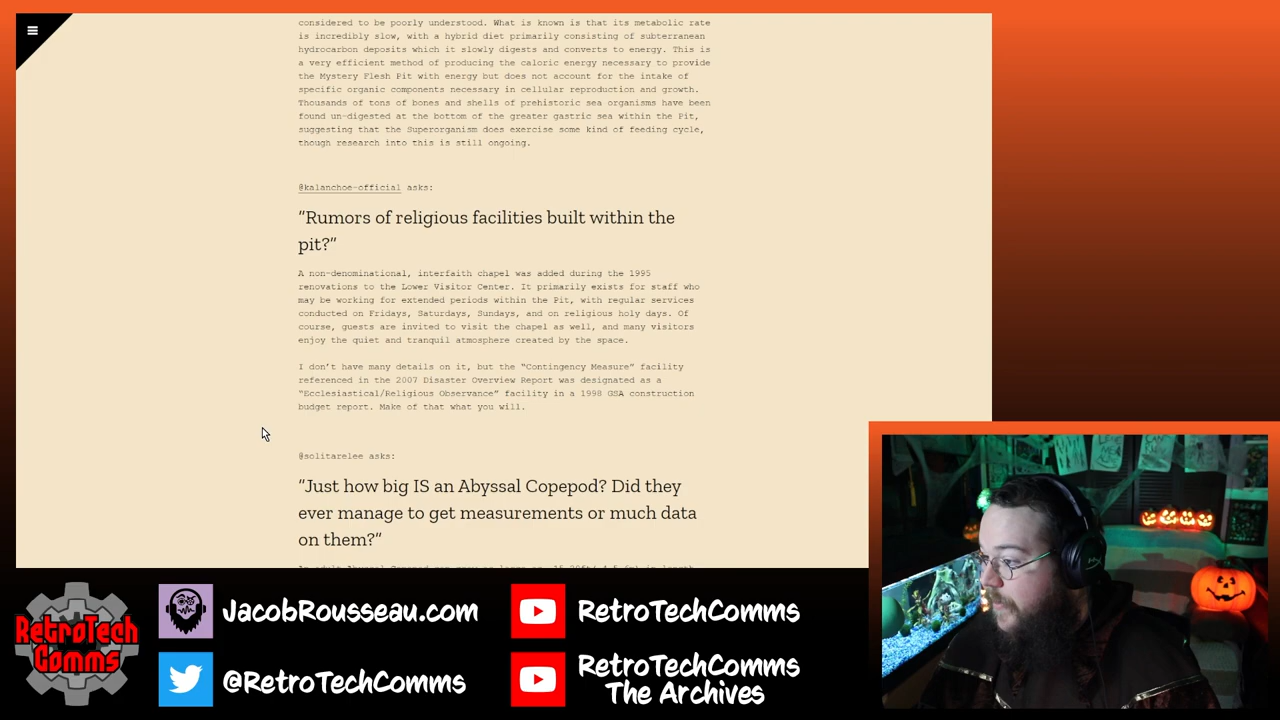 considered to be poorly understood. What is known is that its metabolic rate
is incredibly slow, with a hybrid diet primarily consisting of subterranean
hydrocarbon deposits which it slowly digests and converts to energy. This is
a very efficient method of producing the caloric energy necessary to provide
the Mystery Flesh Pit with energy but does not account for the intake of
specific organic components necessary in cellular reproduction and growth.
Thousands of tons of bones and shells of prehistoric sea organisms have been
found un-digested at the bottom of the greater gastric sea within the Pit,
suggesting that the Superorganism does exercise some kind of feeding cycle,
though research into this is still ongoing.
@kalanchoe-official asks:
"Rumors of religious facilities built within the
pit?"
A non-denominational, interfaith chapel was added during the 1995
renovations to the Lower Visitor Center. It primarily exists for staff who
may be working for extended periods within the Pit, with regular services
conducted on Fridays, Saturdays, Sundays, and on religious holy days. Of
course, guests are invited to visit the chapel as well, and many visitors
enjoy the quiet and tranquil atmosphere created by the space.
I don't have many details on it, but the "Contingency Measure" facility
referenced in the 2007 Disaster Overview Report was designated as a
"Ecclesiastical/Religious Observance" facility in a 1998 GSA construction
budget report. Make of that what you will.
@solitarelee asks:
"Just how big IS an Abyssal Copepod? Did they
ever manage to get measurements or much data
on them?"
RetroTech
Comms
JacobRousseau.com
@RetroTechComms
RetroTechComms
RetroTechComms
The Archives